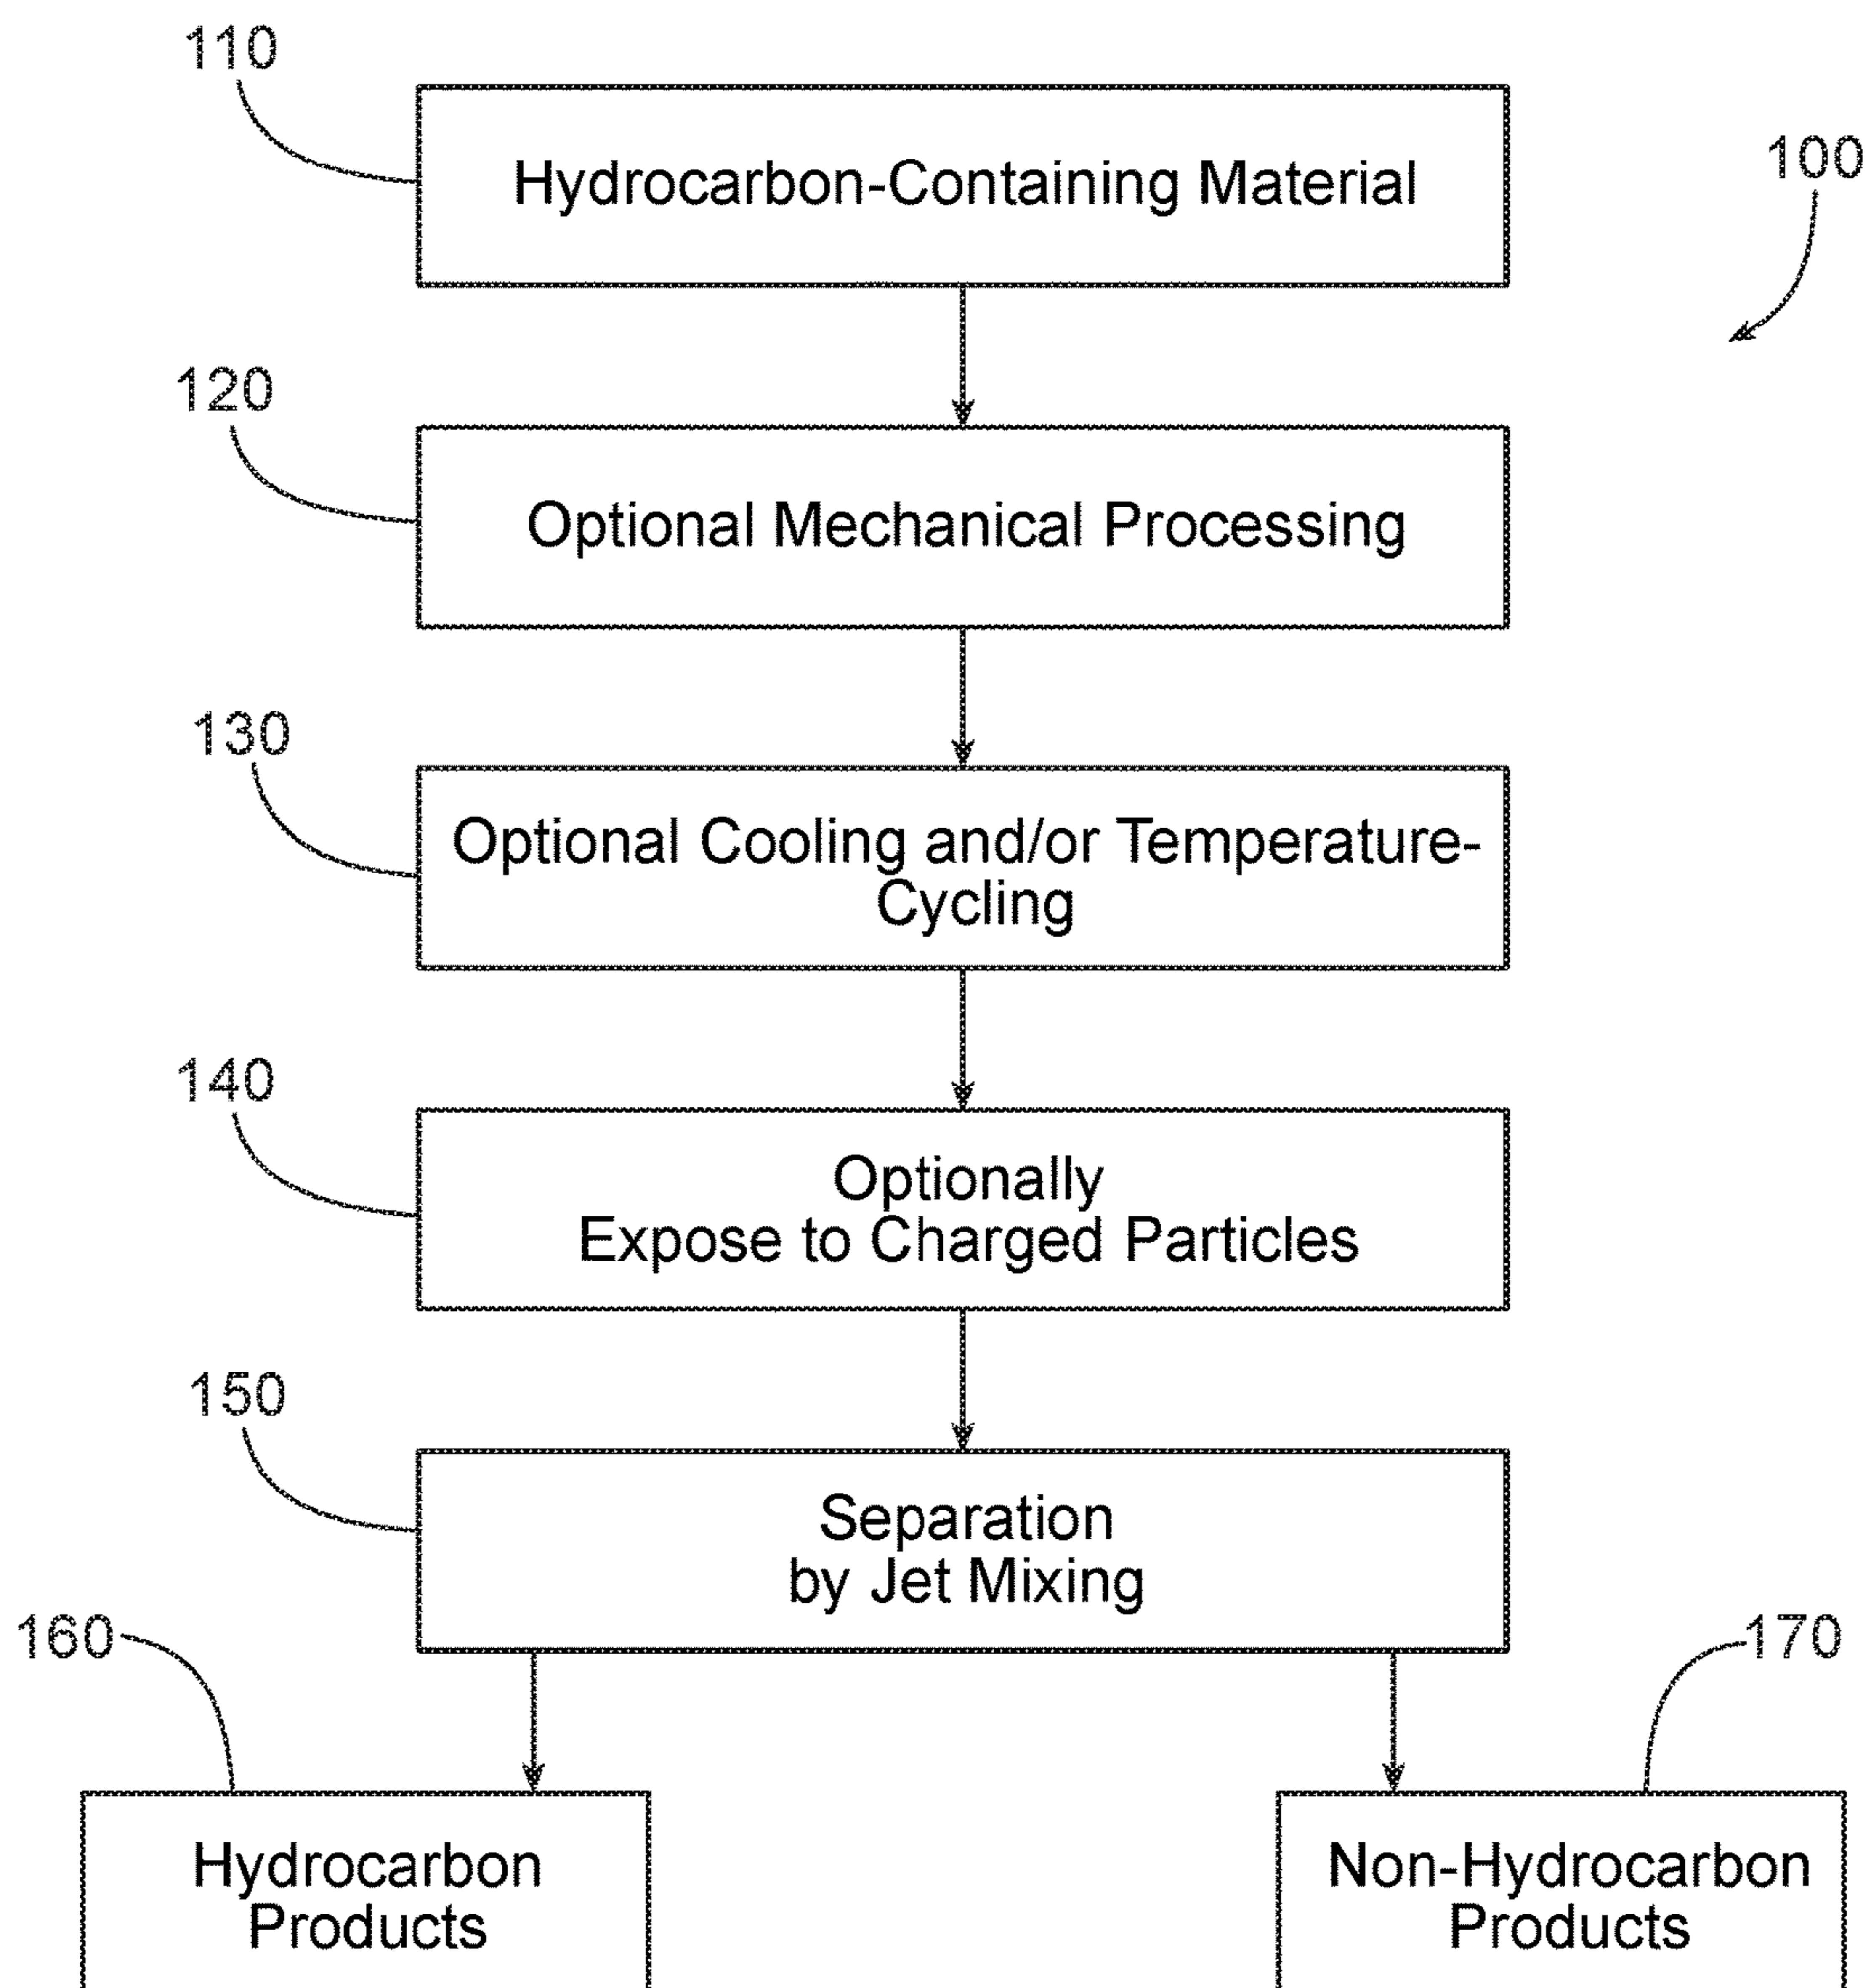 110
Hydrocarbon-Containing Material
100
120
Optional Mechanical Processing
130
Optional Cooling and/or Temperature-
Cycling
140
Optionally
Expose to Charged Particles
150
Separation
by Jet Mixing
160
170
Hydrocarbon
Products
Non-Hydrocarbon
Products